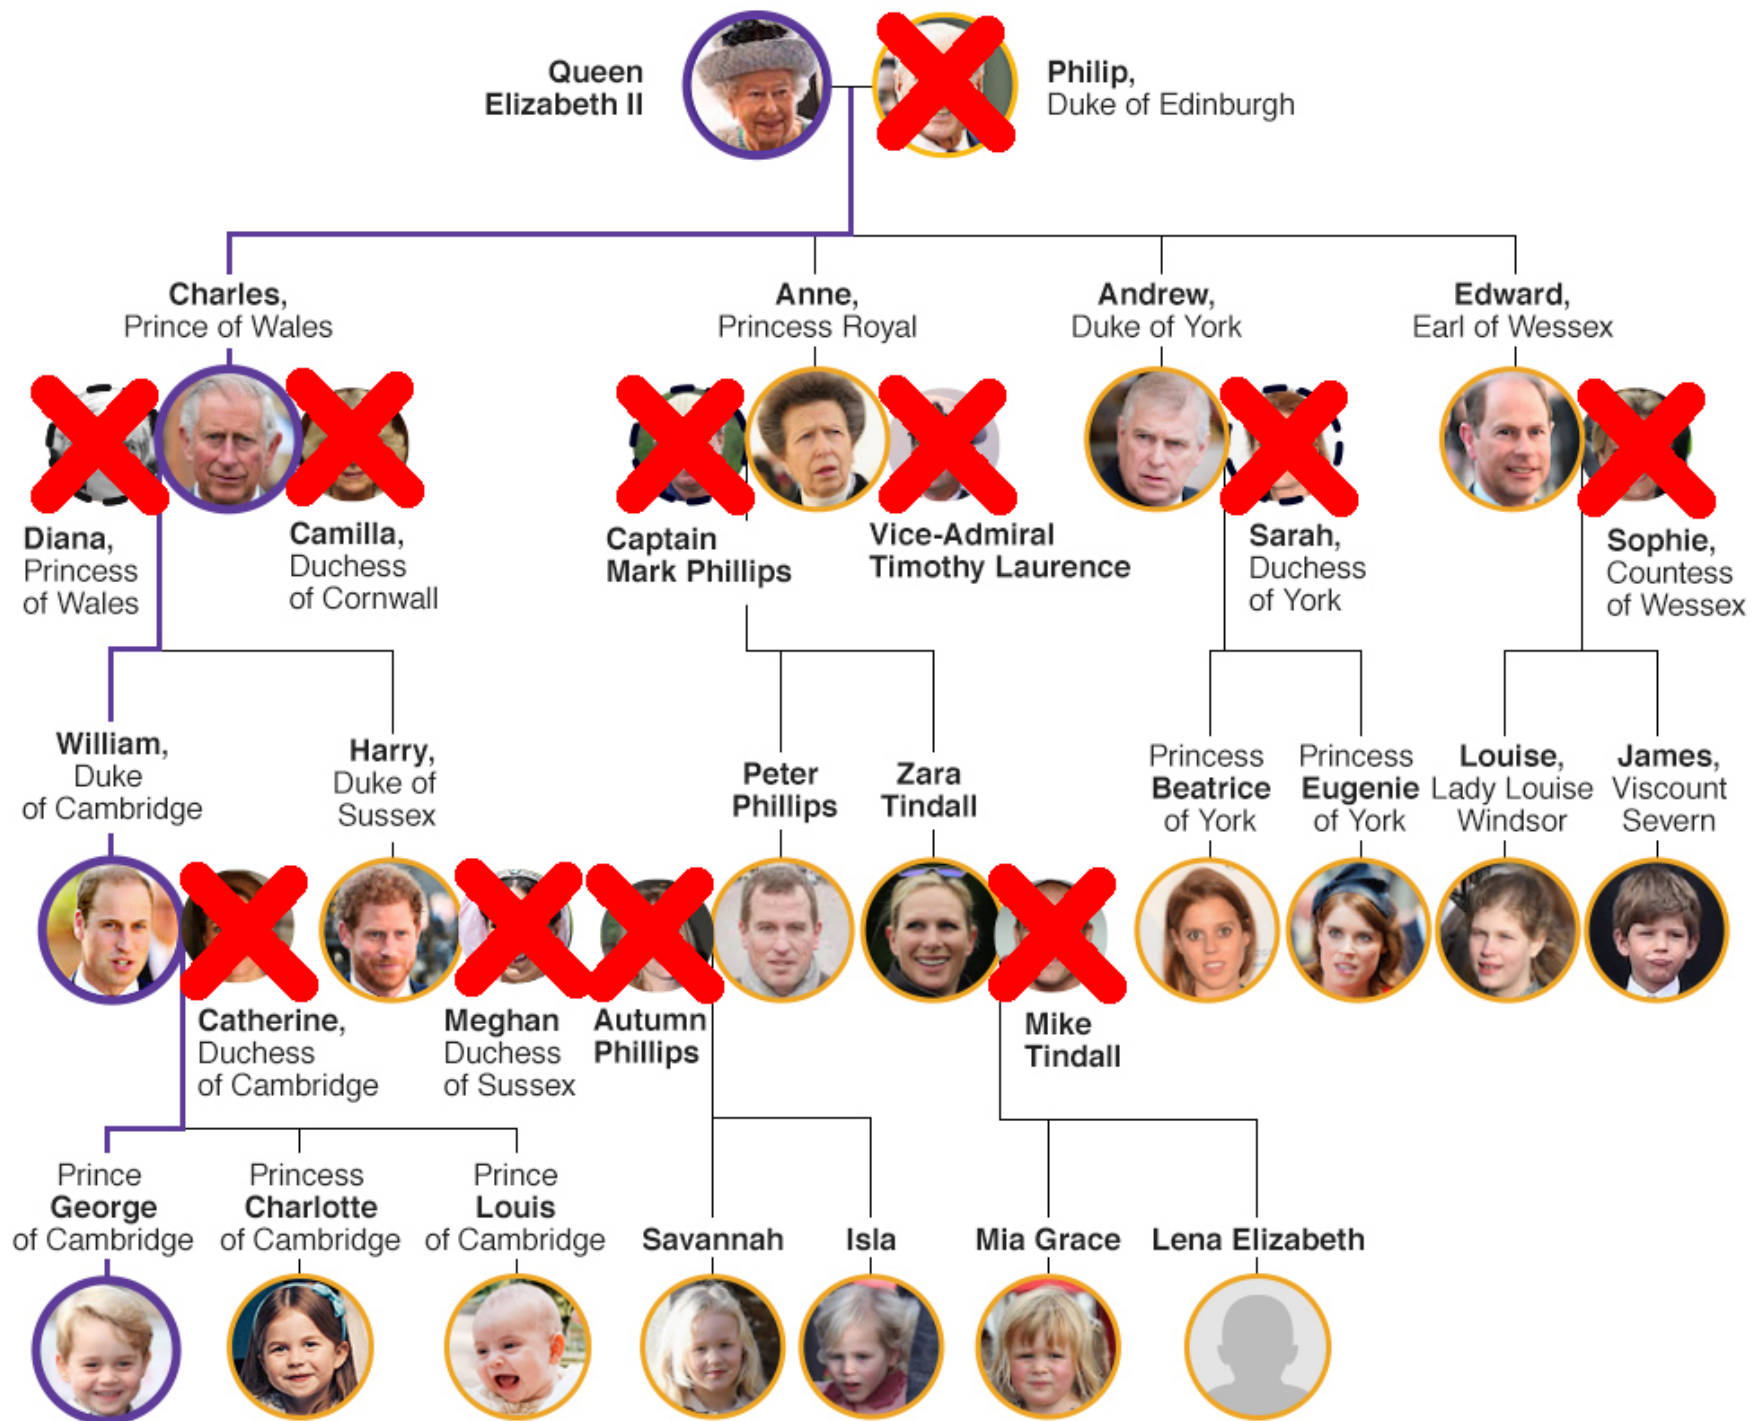 Queen
Elizabeth II
Philip,
Duke of Edinburgh
Charles,
Prince of Wales
Anne,
Princess Royal
Andrew,
Duke of York
Edward,
Earl of Wessex
Diana,
Princess
of Wales
Camilla,
Duchess
of Cornwall
Captain
Mark Phillips
Vice-Admiral
Timothy Laurence
Sarah,
Duchess
of York
Sophie,
Countess
of Wessex
William,
Duke
of Cambridge
Harry,
Duke of
Sussex
Peter
Phillips
Zara
Tindall
Princess
Beatrice
of York
Princess
Eugenie
of York
Louise,
Lady Louise
Windsor
James,
Viscount
Severn
Catherine,
Duchess
of Cambridge
Meghan
Duchess
of Sussex
Autumn
Phillips
Mike
Tindall
Prince
George
of Cambridge
Princess
Charlotte
of Cambridge
Prince
Louis
of Cambridge
Savannah
Isla
Mia Grace
Lena Elizabeth